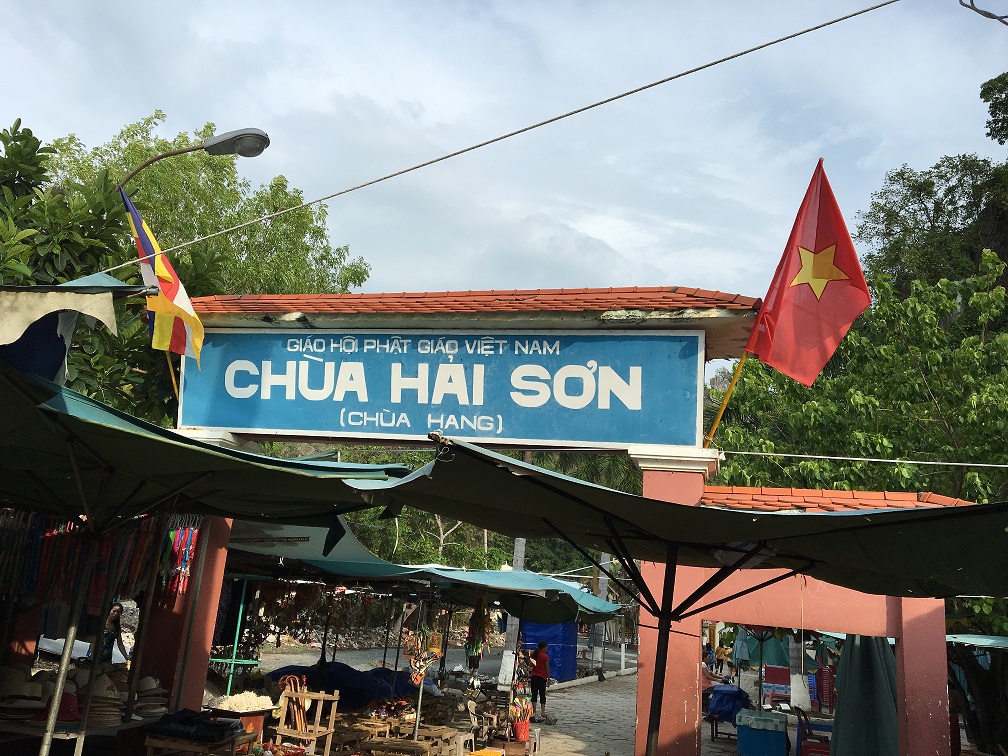 GIÁO HỘI PHẬT GIÁO VIỆT NAM
CHÙA HẢI SƠN
(CHÙA HANG)